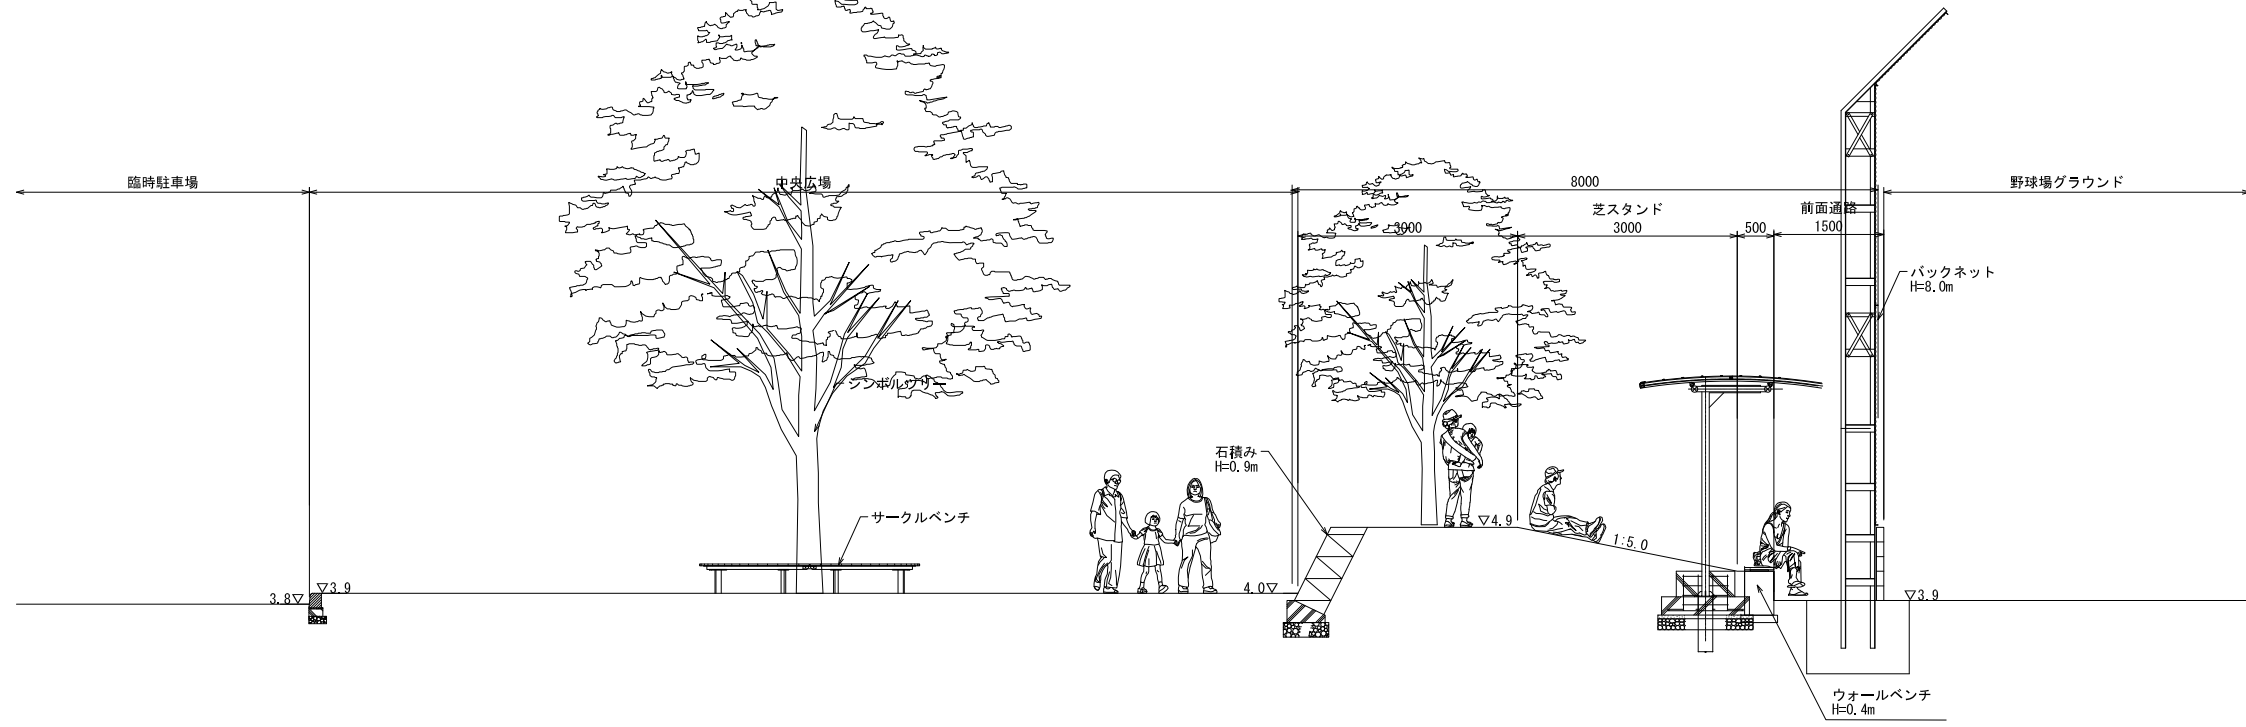 臨時駐車場
中央広場
8000
野球場グラウンド
芝スタンド
前面通路
3000
3000
500
1500
バックネット
H=8.0m
シンボルツリー
石積み
H=0.9m
サークルベンチ
▽4.9
1:5.0
3.8▽
▽3.9
4.0▽
▽3.9
ウォールベンチ
H=0.4m